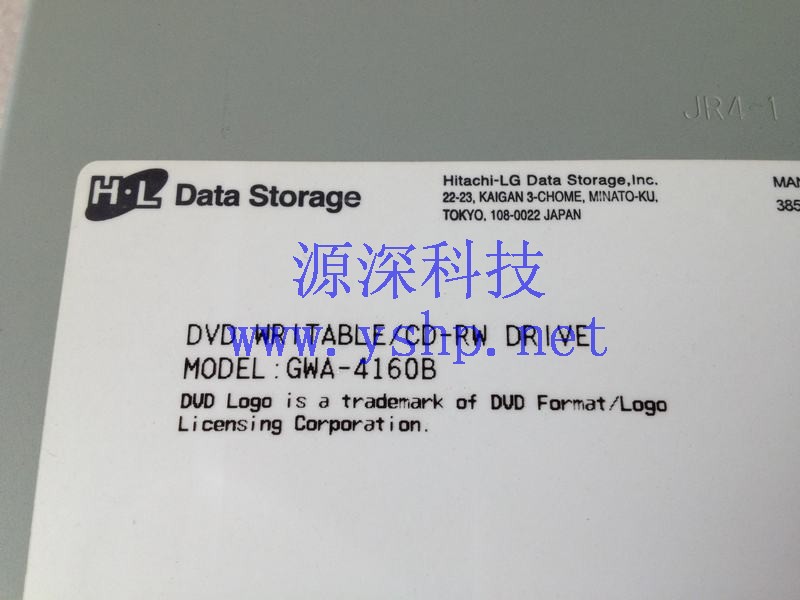 JR4-1
H·L Data Storage
Hitachi-LG Data Storage,Inc.
22-23, KAIGAN 3-CHOME, MINATO-KU,
TOKYO, 108-0022 JAPAN
MAN
385
源深科技
www.yshp.net
DVD WRITABLE/CD-RW DRIVE
MODEL:GWA-4160B
DVD Logo is a trademark of DVD Format/Logo
Licensing Corporation.